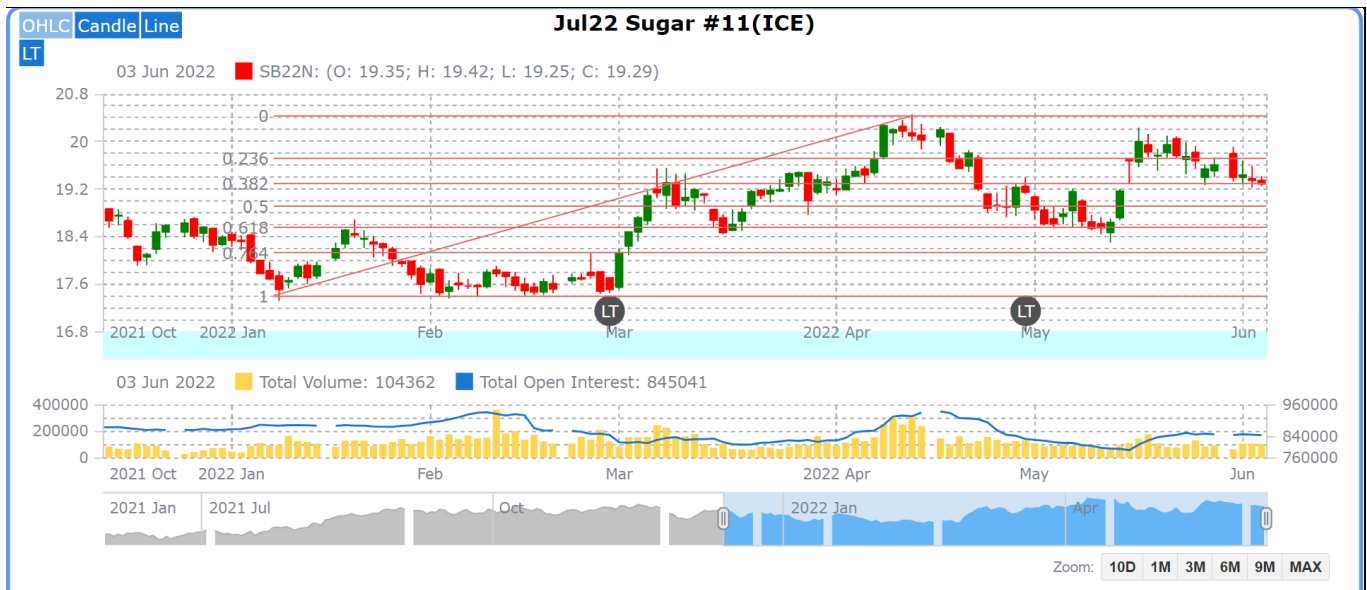 OHLC Candle Line
LT
Jul22 Sugar #11(ICE)
03 Jun 2022 SB22N: (O: 19.35; H: 19.42; L: 19.25; C: 19.29)
20.8
0
20
0.236
0.382
19.2
0.5
0.618
18.4
0.764
17.6
1
LT LT
16.8
2021 Oct 2022 Jan Feb Mar 2022 Apr May Jun
03 Jun 2022 Total Volume: 104362 Total Open Interest: 845041
400000 960000
200000 840000
0 760000
2021 Oct 2022 Jan Feb Mar 2022 Apr May Jun
2021 Jan 2021 Jul Oct 2022 Jan Apr
Zoom: 10D 1M 3M 6M 9M MAX